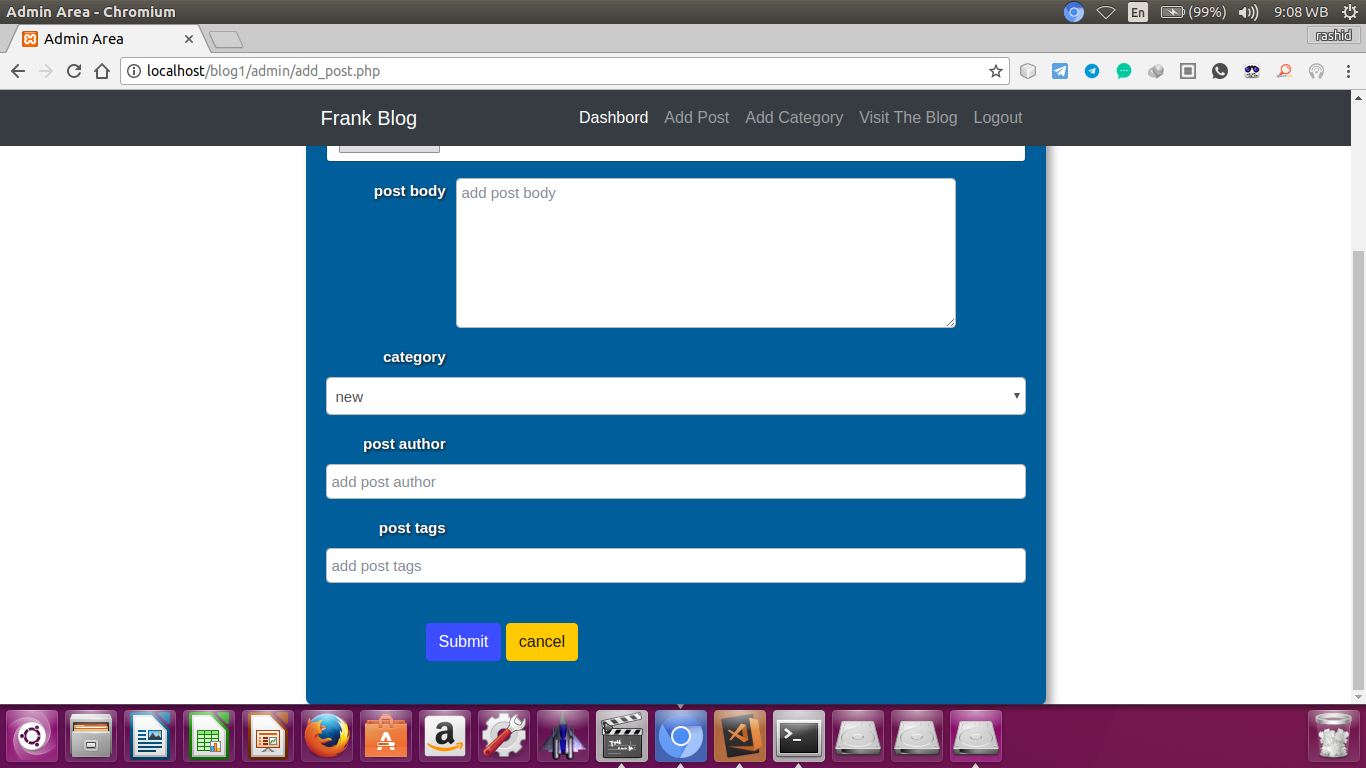 Admin Area - Chromium
En
(99%)
9:08 WB
Admin Area
rashid
localhost/blog1/admin/add_post.php
Frank Blog
Dashbord
Add Post
Add Category
Visit The Blog
Logout
post body
add post body
category
new
post author
add post author
post tags
add post tags
Submit
cancel